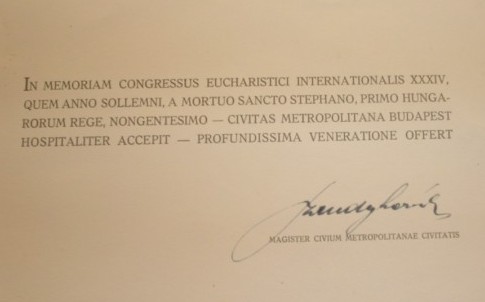 IN MEMORIAM CONGRESSUS EUCHARISTICI INTERNATIONALIS XXXIV,
QUEM ANNO SOLLEMNI, A MORTUO SANCTO STEPHANO, PRIMO HUNGA-
RORUM REGE, NONGENTESIMO — CIVITAS METROPOLITANA BUDAPEST
HOSPITALITER ACCEPIT — PROFUNDISSIMA VENERATIONE OFFERT
MAGISTER CIVIUM METROPOLITANAE CIVITATIS